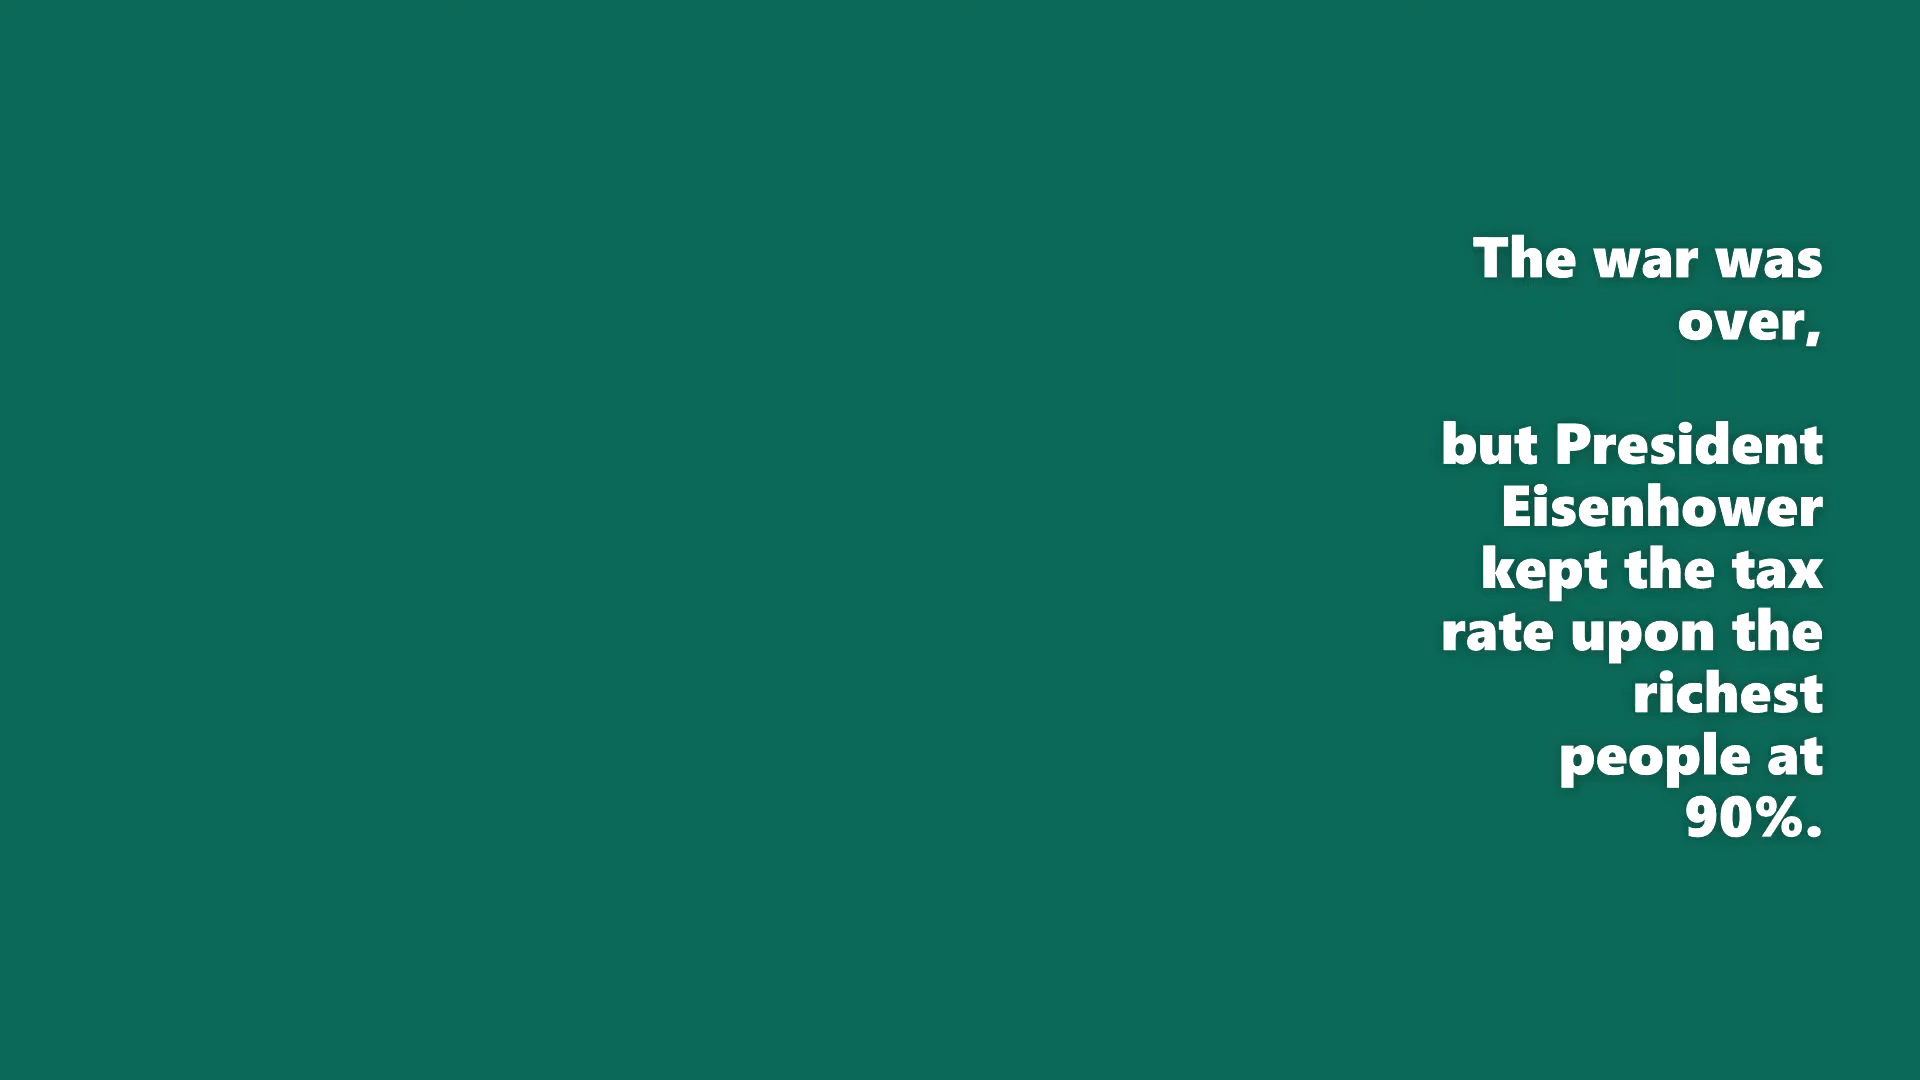 The war was
over,
but President
Eisenhower
kept the tax
rate upon the
richest
people at
90%.